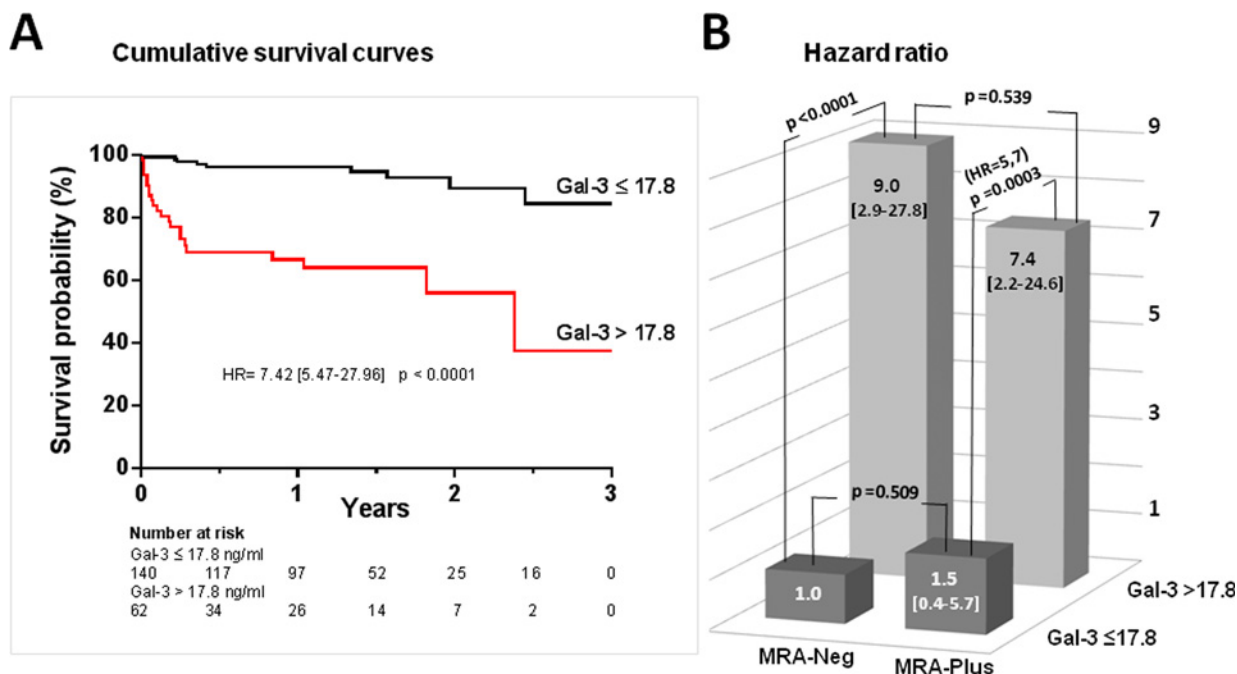 A
Cumulative survival curves
Survival probability (%)
100
80
60
40
20
0
Gal-3 ≤ 17.8
Gal-3 > 17.8
HR= 7.42 [5.47-27.96] p < 0.0001
0 1 2 3
Years
Number at risk
Gal-3 ≤ 17.8 ng/ml
140 117 97 52 25 16 0
Gal-3 > 17.8 ng/ml
62 34 26 14 7 2 0
B
Hazard ratio
p<0.0001
p=0.539
(HR=5,7)
p=0.0003
9.0
[2.9-27.8]
7.4
[2.2-24.6]
p=0.509
1.0
1.5
[0.4-5.7]
9
7
5
3
1
Gal-3 >17.8
Gal-3 ≤17.8
MRA-Neg
MRA-Plus